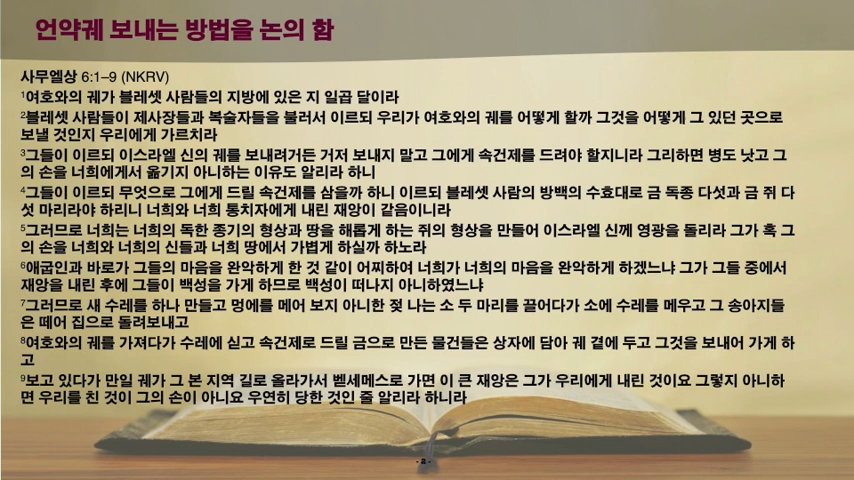 언약궤 보내는 방법을 논의 함
사무엘상 6:1–9 (NKRV)
¹여호와의 궤가 블레셋 사람들의 지방에 있은 지 일곱 달이라
²블레셋 사람들이 제사장들과 복술자들을 불러서 이르되 우리가 여호와의 궤를 어떻게 할까 그것을 어떻게 그 있던 곳으로
보낼 것인지 우리에게 가르치라
³그들이 이르되 이스라엘 신의 궤를 보내려거든 거저 보내지 말고 그에게 속건제를 드려야 할지니라 그리하면 병도 낫고 그
의 손을 너희에게서 옮기지 아니하는 이유도 알리라 하니
⁴그들이 이르되 무엇으로 그에게 드릴 속건제를 삼을까 하니 이르되 블레셋 사람의 방백의 수효대로 금 독종 다섯과 금 쥐 다
섯 마리라야 하리니 너희와 너희 통치자에게 내린 재앙이 같음이니라
⁵그러므로 너희는 너희의 독한 종기의 형상과 땅을 해롭게 하는 쥐의 형상을 만들어 이스라엘 신께 영광을 돌리라 그가 혹 그
의 손을 너희와 너희의 신들과 너희 땅에서 가볍게 하실까 하노라
⁶애굽인과 바로가 그들의 마음을 완악하게 한 것 같이 어찌하여 너희가 너희의 마음을 완악하게 하겠느냐 그가 그들 중에서
재앙을 내린 후에 그들이 백성을 가게 하므로 백성이 떠나지 아니하였느냐
⁷그러므로 새 수레를 하나 만들고 멍에를 메어 보지 아니한 젖 나는 소 두 마리를 끌어다가 소에 수레를 메우고 그 송아지들
은 떼어 집으로 돌려보내고
⁸여호와의 궤를 가져다가 수레에 싣고 속건제로 드릴 금으로 만든 물건들은 상자에 담아 궤 곁에 두고 그것을 보내어 가게 하
고
⁹보고 있다가 만일 궤가 그 본 지역 길로 올라가서 벧세메스로 가면 이 큰 재앙은 그가 우리에게 내린 것이요 그렇지 아니하
면 우리를 친 것이 그의 손이 아니요 우연히 당한 것인 줄 알리라 하니라
- 2 -